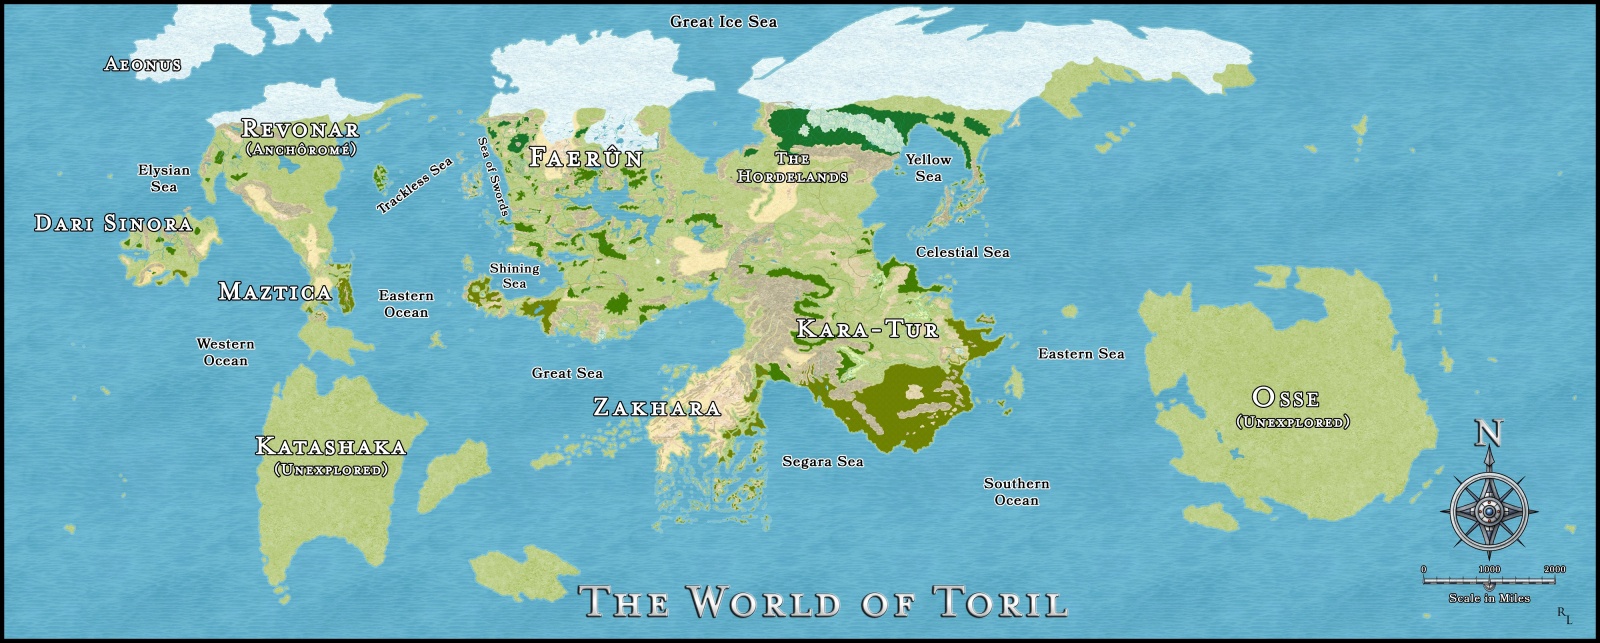 Great Ice Sea
Aeonus
Revonar
(Anchôromé)
Elysian
Sea
Trackless Sea
Sea of Swords
Faerûn
The
Hordelands
Yellow
Sea
Dari Sinora
Celestial Sea
Shining
Sea
Maztica
Eastern
Ocean
Kara-Tur
Western
Ocean
Great Sea
Eastern Sea
Zakhara
Osse
(Unexplored)
Katashaka
(Unexplored)
Segara Sea
Southern
Ocean
N
0 1000 2000
Scale in Miles
The World of Toril
RL